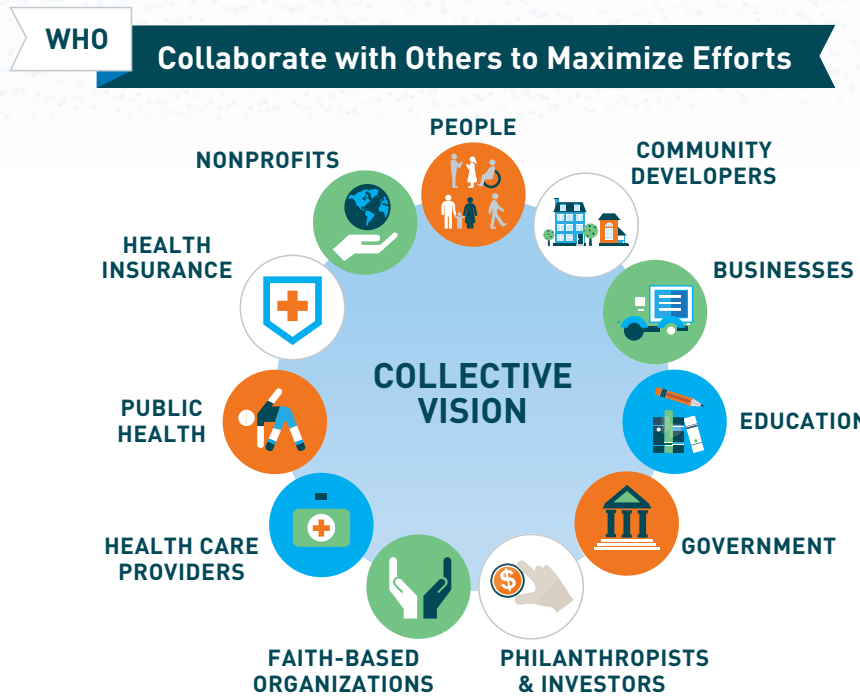 WHO
Collaborate with Others to Maximize Efforts
PEOPLE
COMMUNITY
DEVELOPERS
BUSINESSES
EDUCATION
GOVERNMENT
PHILANTHROPISTS
& INVESTORS
FAITH-BASED
ORGANIZATIONS
HEALTH CARE
PROVIDERS
PUBLIC
HEALTH
HEALTH
INSURANCE
NONPROFITS
COLLECTIVE
VISION
$